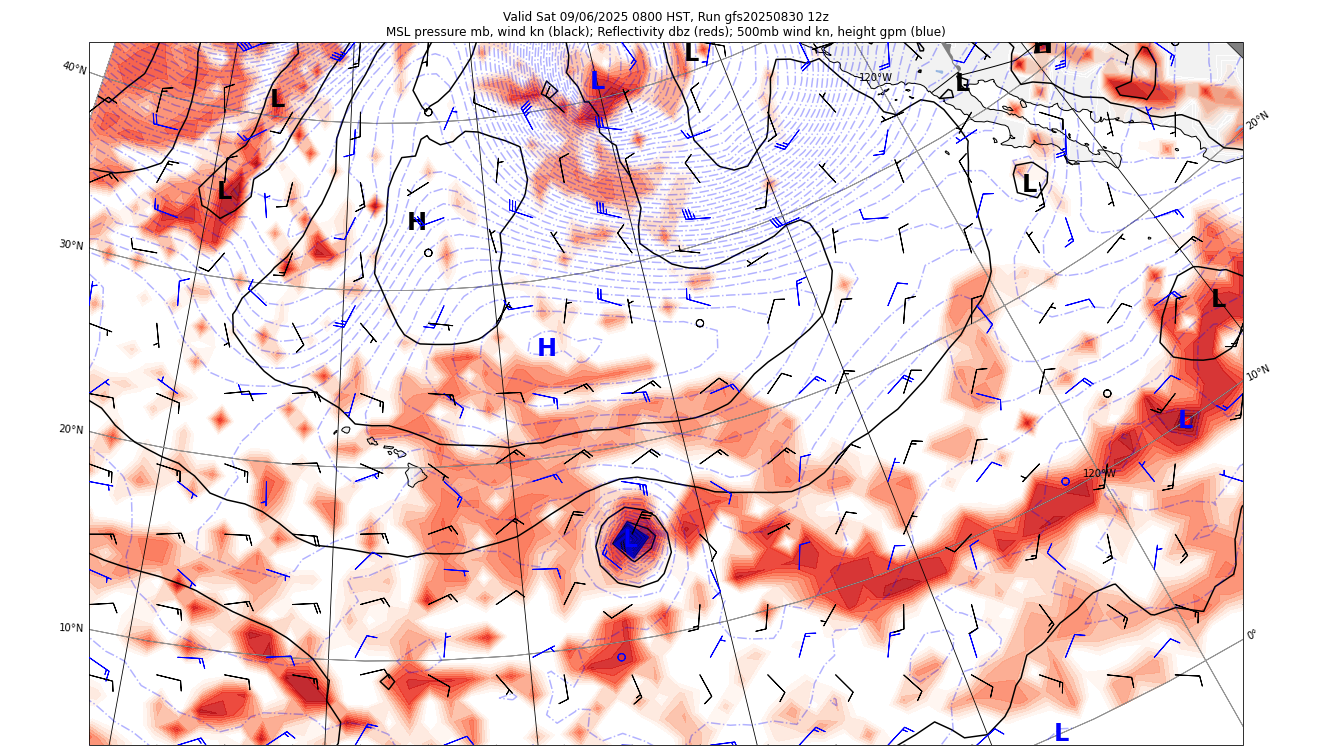 Valid Sat 09/06/2025 0800 HST, Run gfs20250830 12z
MSL pressure mb, wind kn (black); Reflectivity dbz (reds); 500mb wind kn, height gpm (blue)
H
L
40°N
L
120°W
L
L
20°N
L
L
H
30°N
L
H
10°N
L
20°N
120°W
L
10°N
0°
L